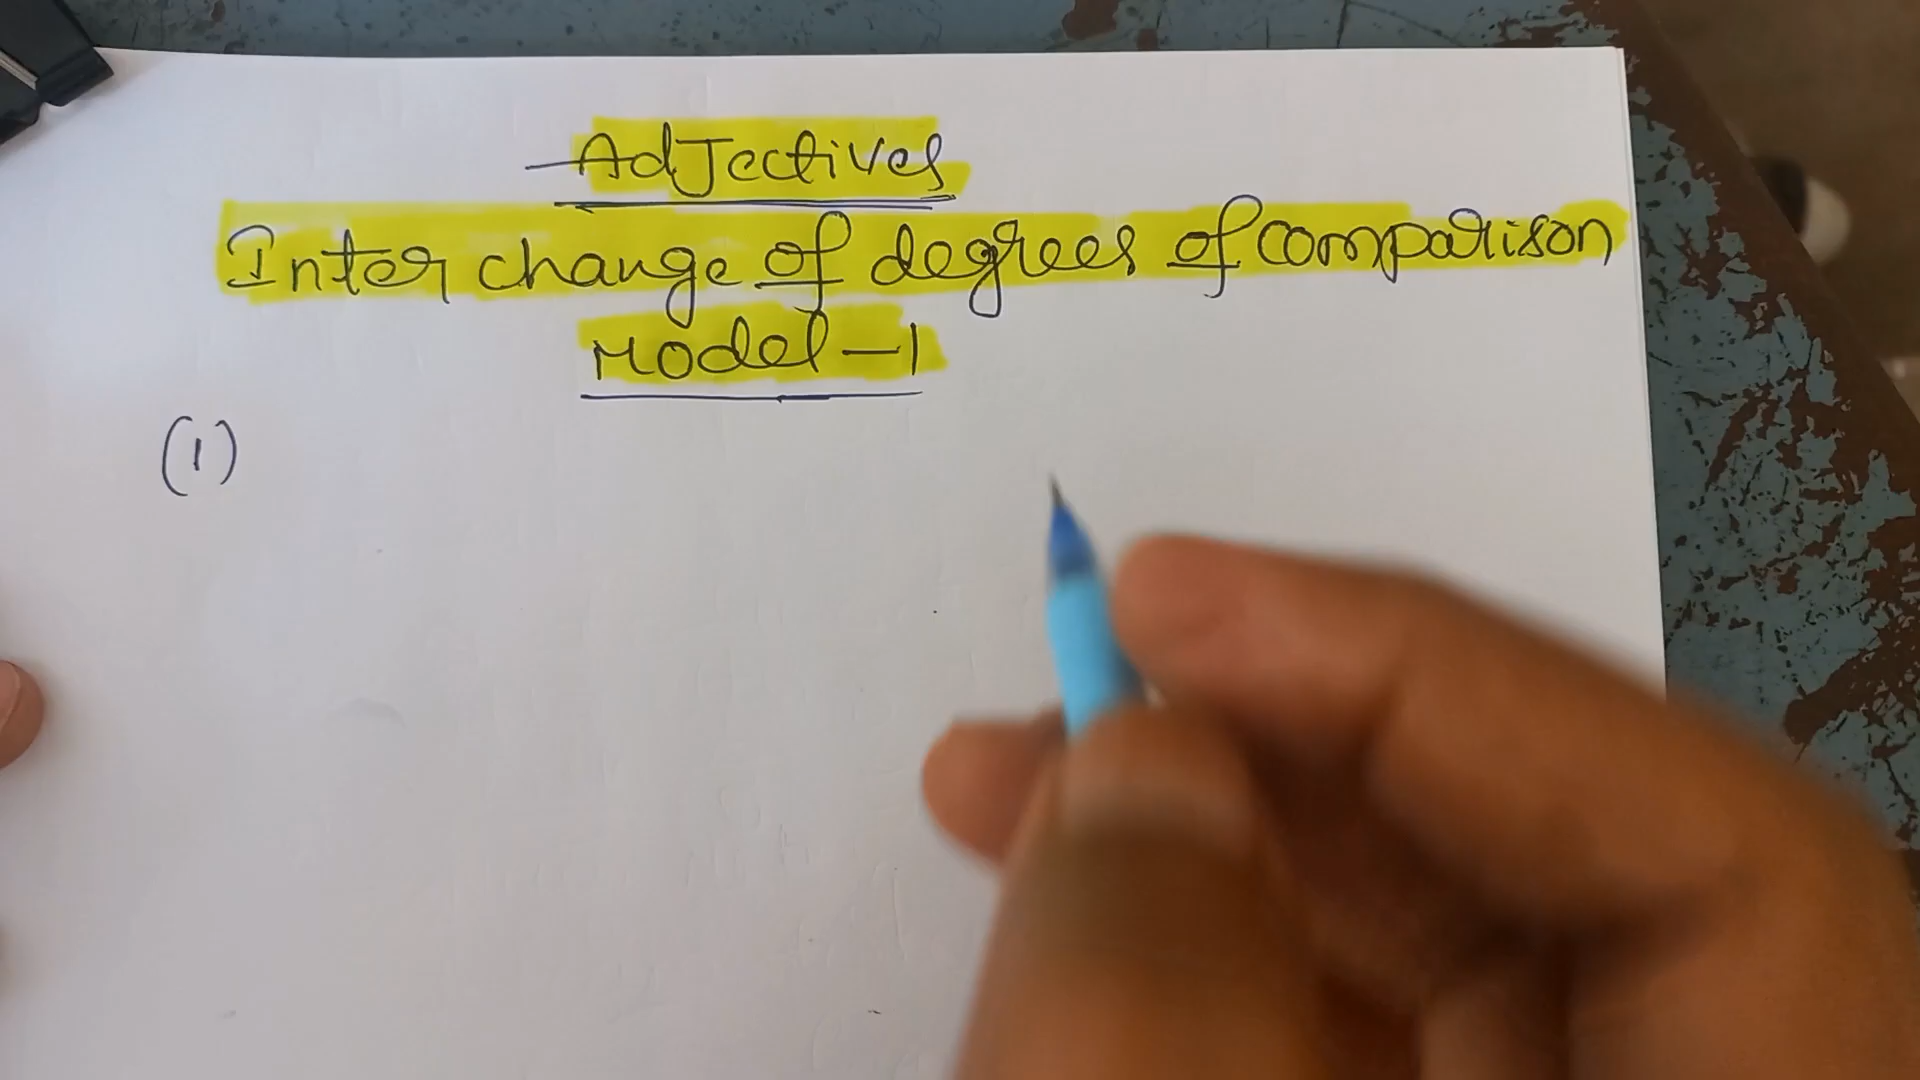 AdJectives
Inter change of degrees of comparison
Model-1
(1)